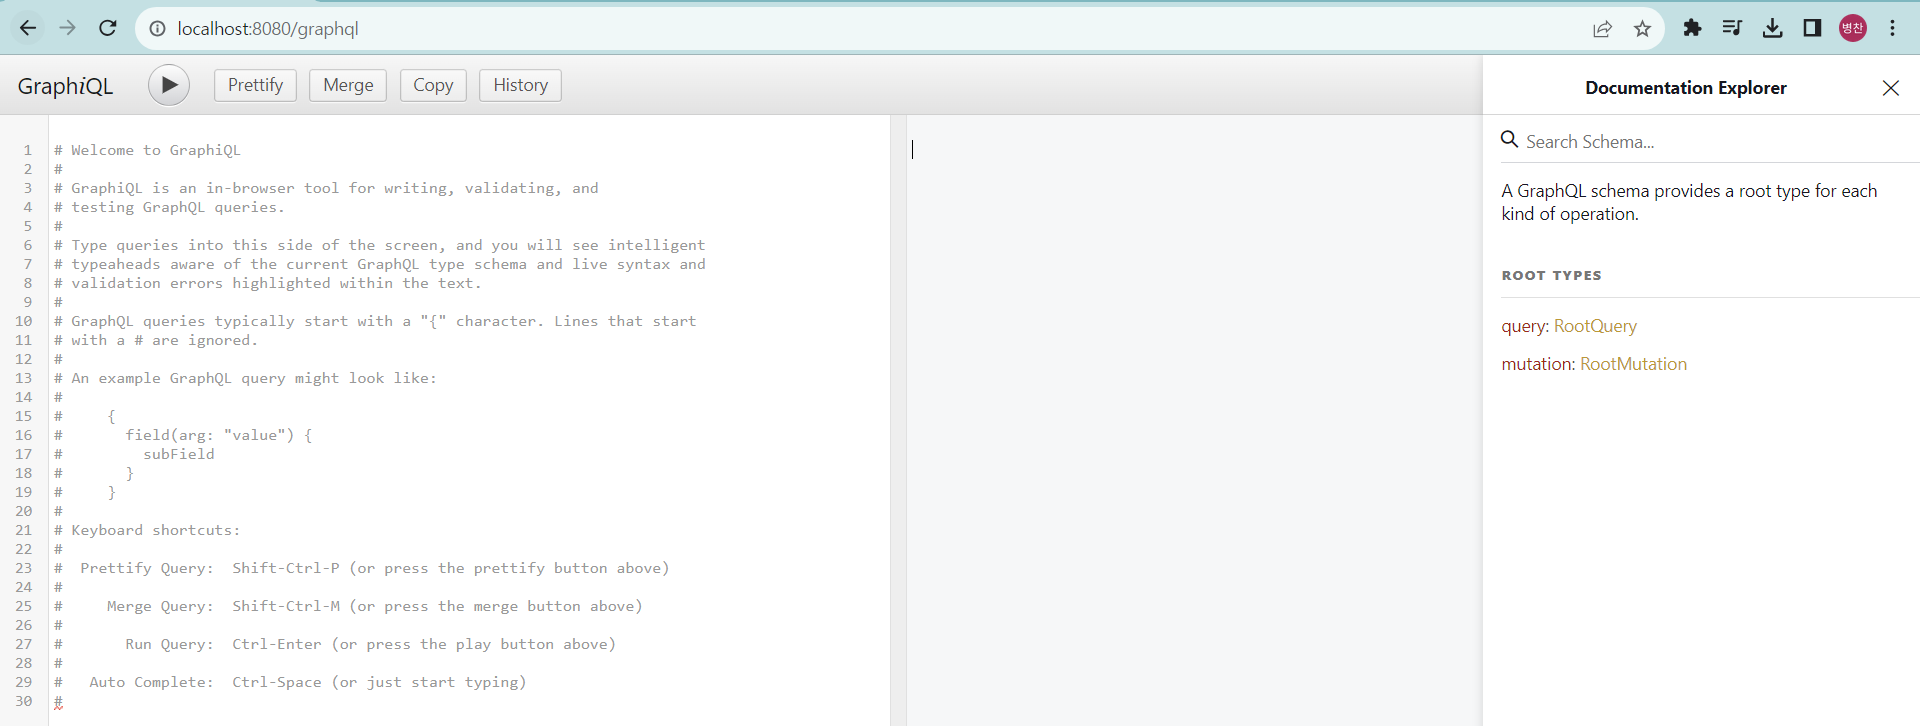 localhost:8080/graphql
병찬
GraphiQL
Prettify
Merge
Copy
History
1 # Welcome to GraphiQL
2 #
3 # GraphiQL is an in-browser tool for writing, validating, and
4 # testing GraphQL queries.
5 #
6 # Type queries into this side of the screen, and you will see intelligent
7 # typeaheads aware of the current GraphQL type schema and live syntax and
8 # validation errors highlighted within the text.
9 #
10 # GraphQL queries typically start with a "{" character. Lines that start
11 # with a # are ignored.
12 #
13 # An example GraphQL query might look like:
14 #
15 #     {
16 #       field(arg: "value") {
17 #         subField
18 #       }
19 #     }
20 #
21 # Keyboard shortcuts:
22 #
23 #  Prettify Query:  Shift-Ctrl-P (or press the prettify button above)
24 #
25 #     Merge Query:  Shift-Ctrl-M (or press the merge button above)
26 #
27 #       Run Query:  Ctrl-Enter (or press the play button above)
28 #
29 #   Auto Complete:  Ctrl-Space (or just start typing)
30 #
Documentation Explorer
Search Schema...
A GraphQL schema provides a root type for each
kind of operation.
ROOT TYPES
query: RootQuery
mutation: RootMutation